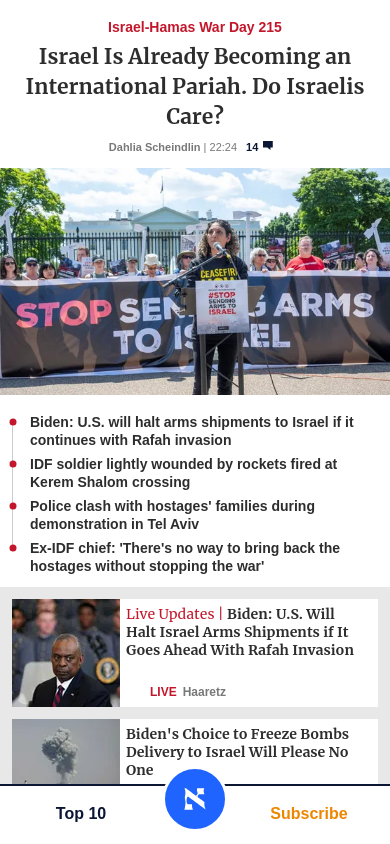 Israel-Hamas War Day 215
Israel Is Already Becoming an
International Pariah. Do Israelis
Care?
Dahlia Scheindlin | 22:24 14
CEASEFIRE
STOP SEN G ARMS
TO IS EL
#STOP
SENDING
ARMS TO
ISRAEL
Biden: U.S. will halt arms shipments to Israel if it
continues with Rafah invasion
IDF soldier lightly wounded by rockets fired at
Kerem Shalom crossing
Police clash with hostages' families during
demonstration in Tel Aviv
Ex-IDF chief: 'There's no way to bring back the
hostages without stopping the war'
Live Updates | Biden: U.S. Will
Halt Israel Arms Shipments if It
Goes Ahead With Rafah Invasion
LIVE Haaretz
Biden's Choice to Freeze Bombs
Delivery to Israel Will Please No
One
Top 10
Subscribe